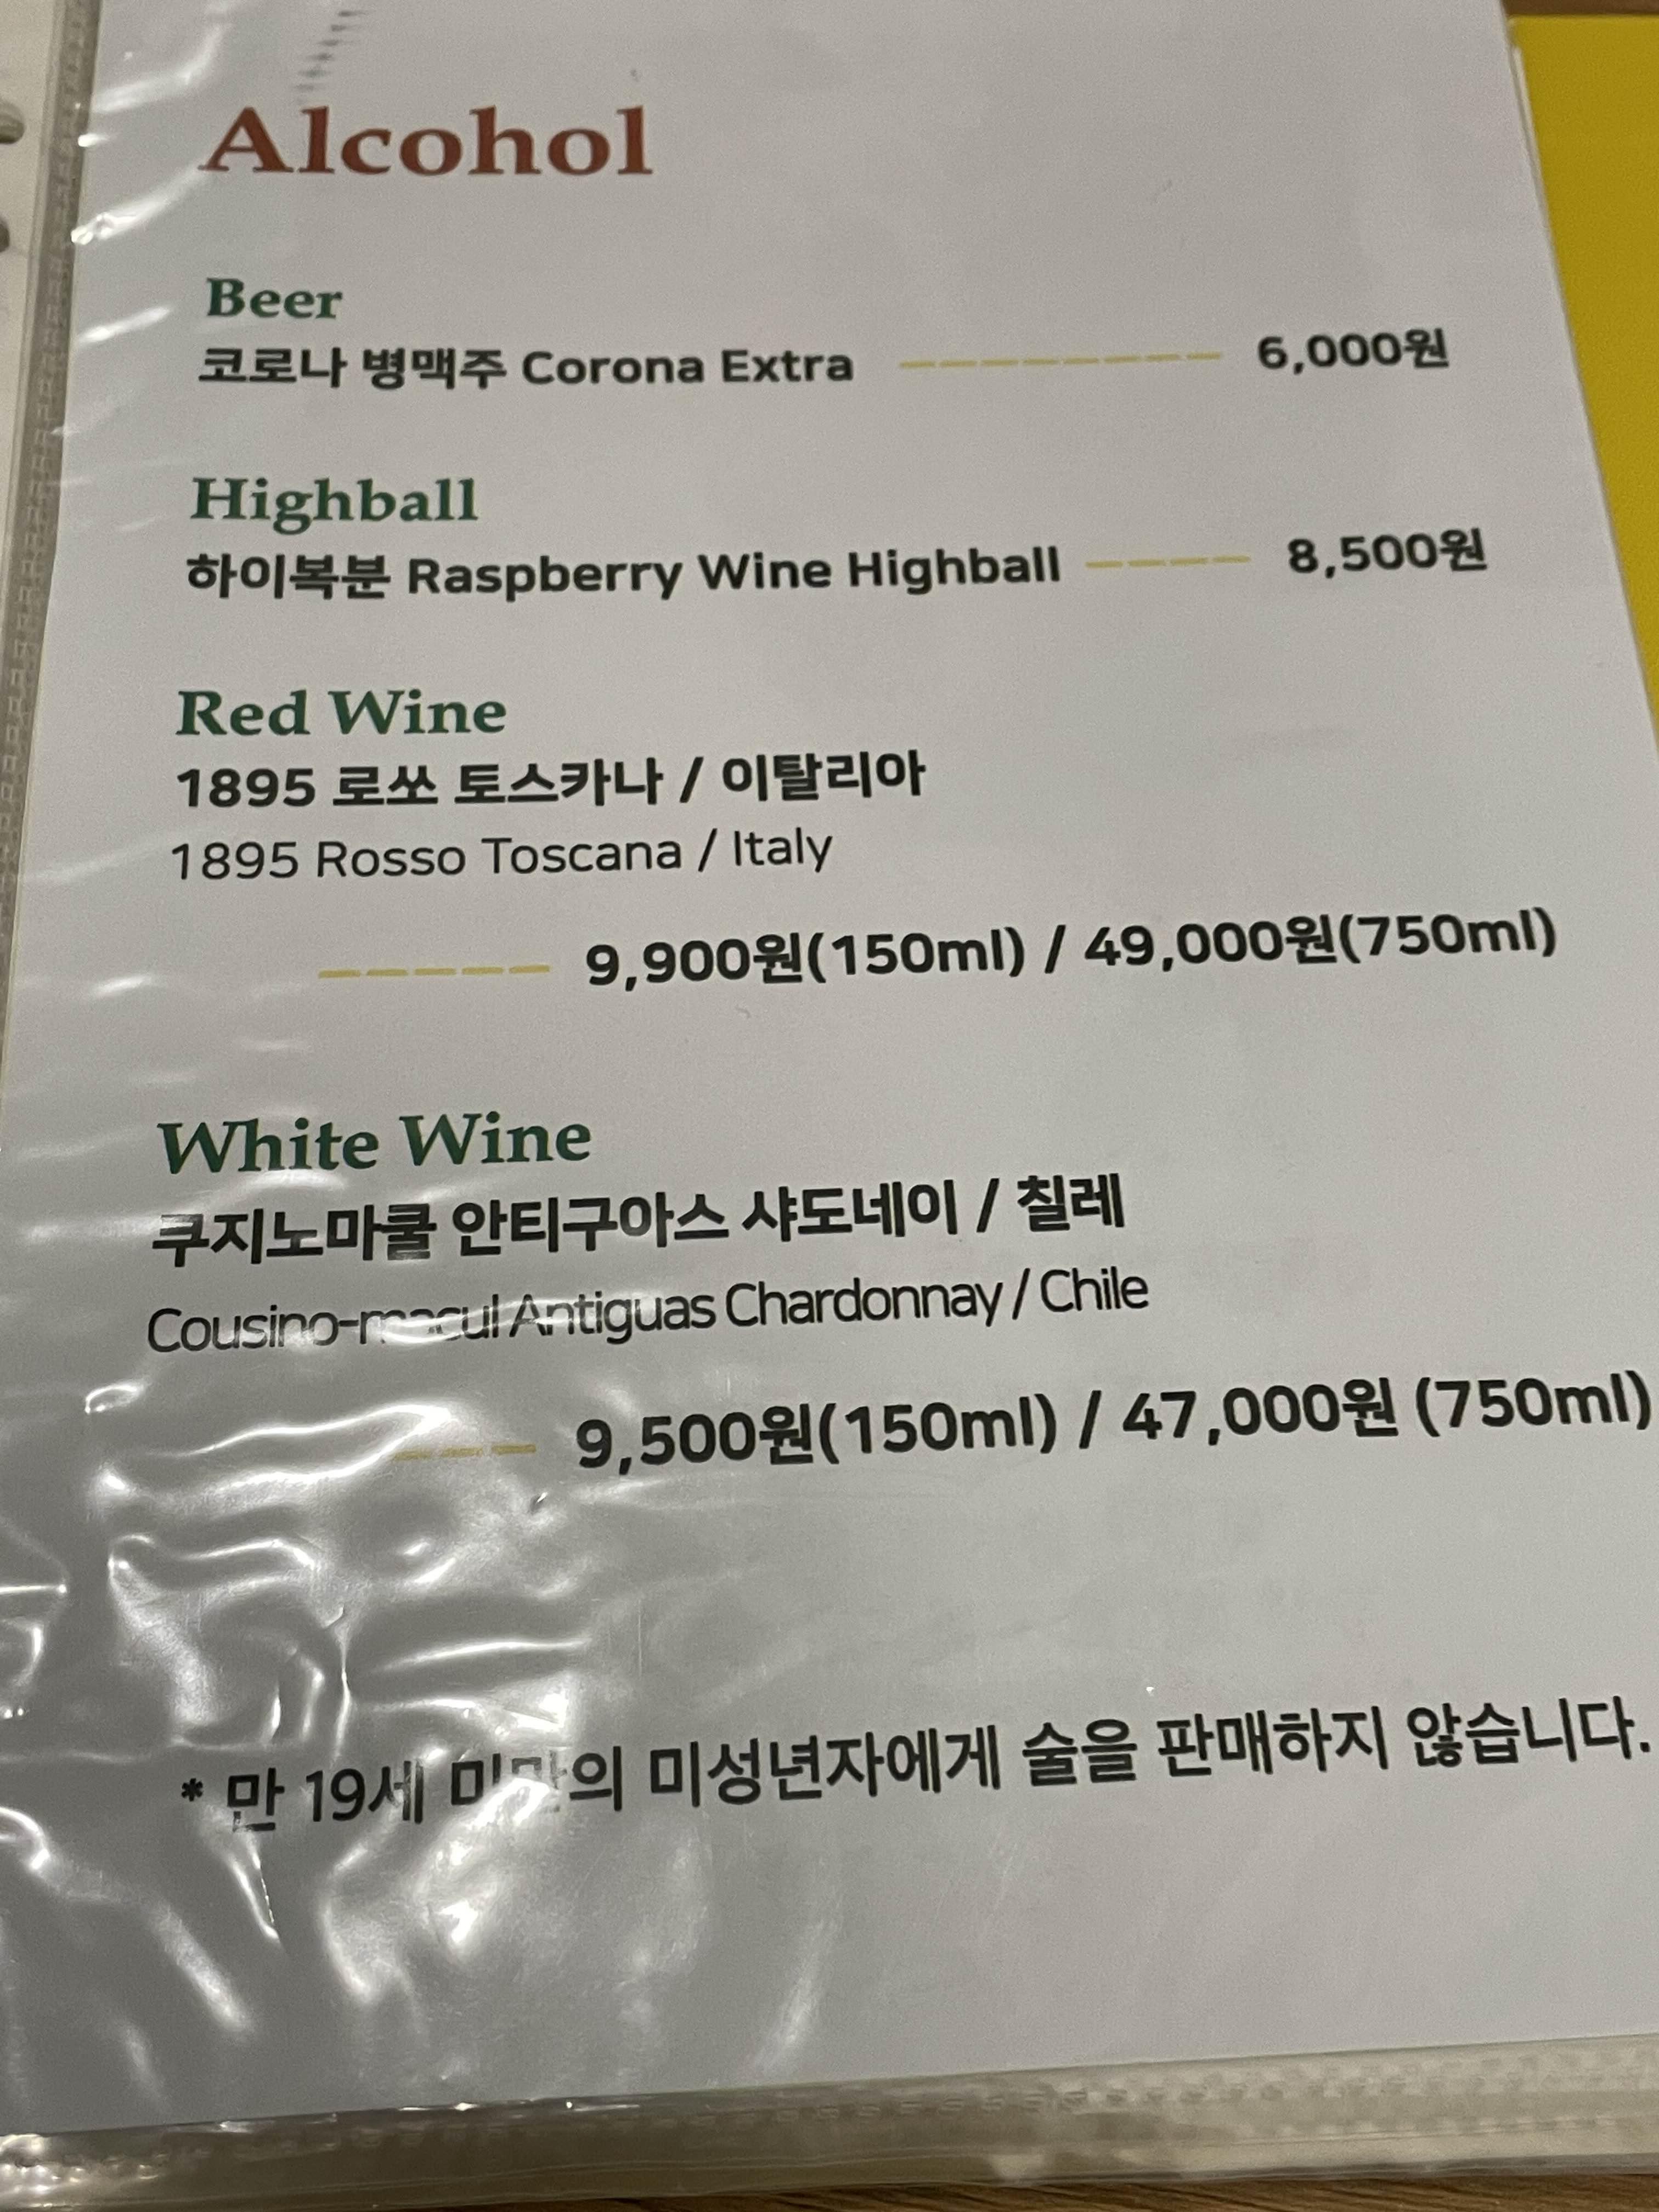 Alcohol
Beer
코로나 병맥주 Corona Extra 6,000원
Highball
하이복분 Raspberry Wine Highball 8,500원
Red Wine
1895 로쏘 토스카나 / 이탈리아
1895 Rosso Toscana / Italy
9,900원(150ml) / 49,000원(750ml)
White Wine
쿠지노마쿨 안티구아스 샤도네이 / 칠레
Cousino-macul Antiguas Chardonnay / Chile
9,500원(150ml) / 47,000원 (750ml)
* 만 19세 미만의 미성년자에게 술을 판매하지 않습니다.